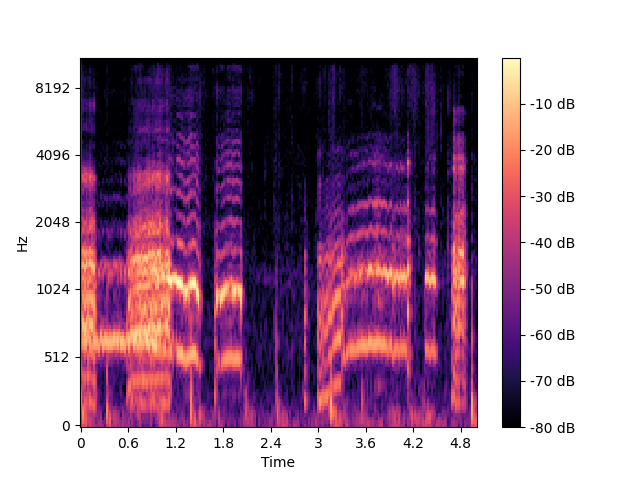 8192
4096
2048
1024
512
0
Hz
0 0.6 1.2 1.8 2.4 3 3.6 4.2 4.8
Time
-10 dB
-20 dB
-30 dB
-40 dB
-50 dB
-60 dB
-70 dB
-80 dB